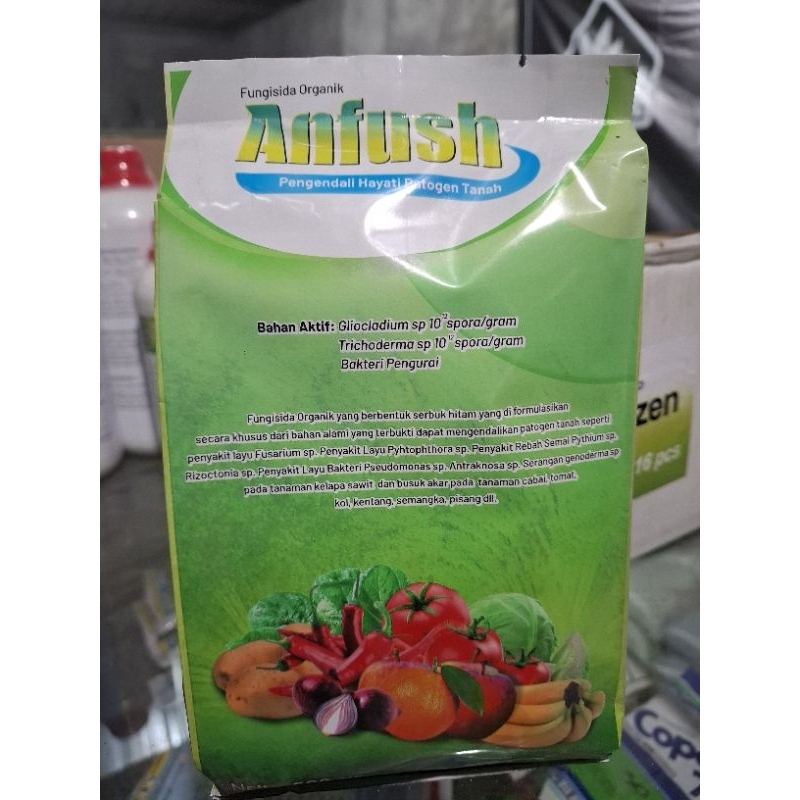 Fungisida Organik
Anfush
Pengendali Hayati Patogen Tanah
Bahan Aktif: Gliocladium sp 10¹² spora/gram
Trichoderma sp 10¹² spora/gram
Bakteri Pengurai
Fungisida Organik yang berbentuk serbuk hitam yang di formulasikan
secara khusus dari bahan alami yang terbukti dapat mengendalikan patogen tanah seperti
penyakit layu Fusarium sp. Penyakit Layu Pyhtophthora sp. Penyakit Rebah Semai Pythium sp.
Rizoctonia sp. Penyakit Layu Bakteri Pseudomonas sp. Antraknosa sp. Serangan genoderma sp
pada tanaman kelapa sawit dan busuk akar pada tanaman cabai, tomat,
kol, kentang, semangka, pisang dll.
zen
16 pcs